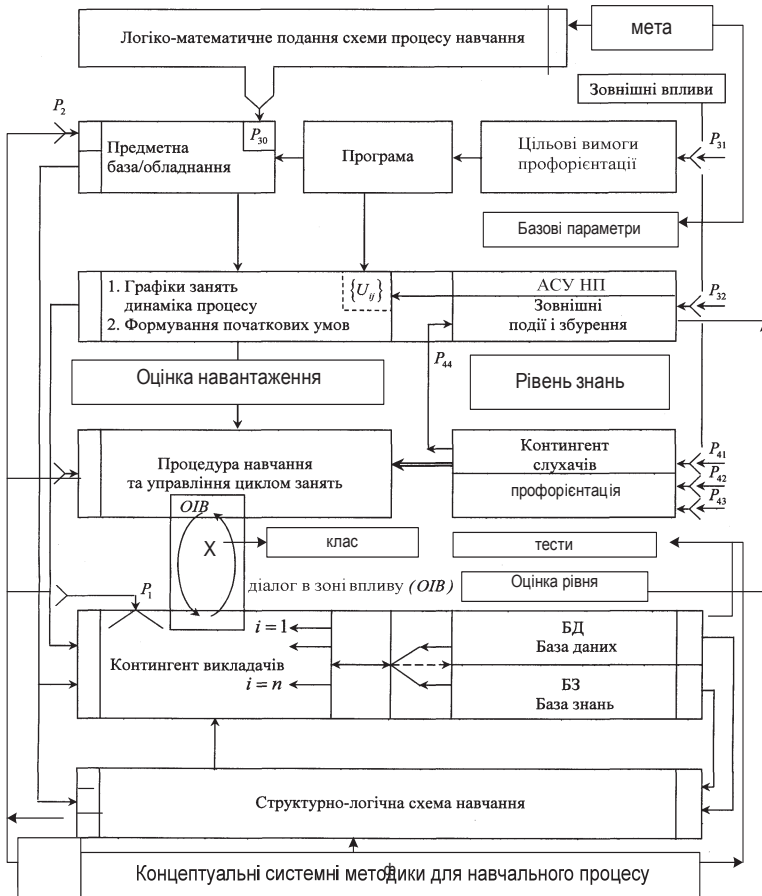 Логіко-математичне подання схеми процесу навчання
мета
Зовнішні впливи
P₂
P₃₀
Предметна
база/обладнання
Програма
Цільові вимоги
профорієнтації
P₃₁
Базові параметри
1. Графіки занять
динаміка процесу
2. Формування початкових умов
{U_ij}
АСУ НП
Зовнішні
події і збурення
P₃₂
P₄₄
Оцінка навантаження
Рівень знань
Процедура навчання
та управління циклом занять
Контингент
слухачів
профорієнтація
P₄₁
P₄₂
P₄₃
ОІВ
X
клас
тести
діалог в зоні впливу (ОІВ)
Оцінка рівня
P₁
Контингент викладачів
i = 1
i = n
БД
База даних
БЗ
База знань
Структурно-логічна схема навчання
Концептуальні системні методики для навчального процесу
ф